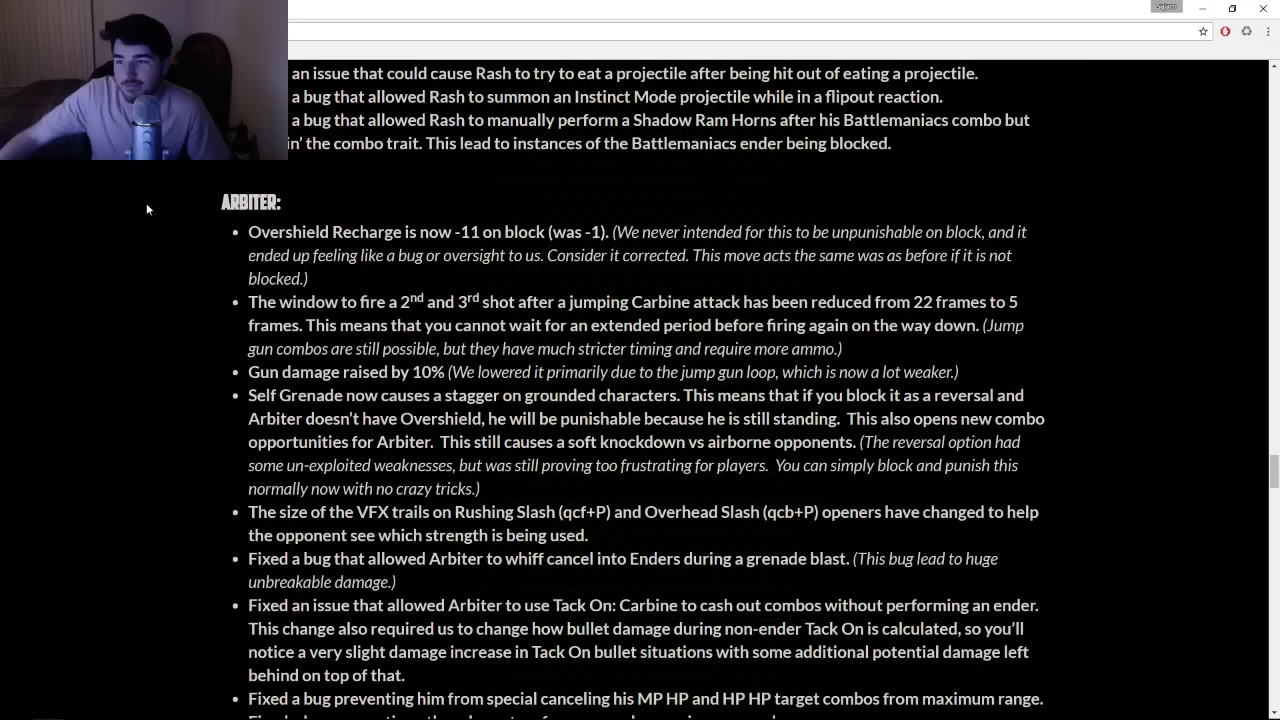 Sajam
an issue that could cause Rash to try to eat a projectile after being hit out of eating a projectile.
a bug that allowed Rash to summon an Instinct Mode projectile while in a flipout reaction.
a bug that allowed Rash to manually perform a Shadow Ram Horns after his Battlemaniacs combo but
in' the combo trait. This lead to instances of the Battlemaniacs ender being blocked.
ARBITER:
• Overshield Recharge is now -11 on block (was -1). (We never intended for this to be unpunishable on block, and it
ended up feeling like a bug or oversight to us. Consider it corrected. This move acts the same was as before if it is not
blocked.)
• The window to fire a 2nd and 3rd shot after a jumping Carbine attack has been reduced from 22 frames to 5
frames. This means that you cannot wait for an extended period before firing again on the way down. (Jump
gun combos are still possible, but they have much stricter timing and require more ammo.)
• Gun damage raised by 10% (We lowered it primarily due to the jump gun loop, which is now a lot weaker.)
• Self Grenade now causes a stagger on grounded characters. This means that if you block it as a reversal and
Arbiter doesn't have Overshield, he will be punishable because he is still standing. This also opens new combo
opportunities for Arbiter. This still causes a soft knockdown vs airborne opponents. (The reversal option had
some un-exploited weaknesses, but was still proving too frustrating for players. You can simply block and punish this
normally now with no crazy tricks.)
• The size of the VFX trails on Rushing Slash (qcf+P) and Overhead Slash (qcb+P) openers have changed to help
the opponent see which strength is being used.
• Fixed a bug that allowed Arbiter to whiff cancel into Enders during a grenade blast. (This bug lead to huge
unbreakable damage.)
• Fixed an issue that allowed Arbiter to use Tack On: Carbine to cash out combos without performing an ender.
This change also required us to change how bullet damage during non-ender Tack On is calculated, so you'll
notice a very slight damage increase in Tack On bullet situations with some additional potential damage left
behind on top of that.
• Fixed a bug preventing him from special canceling his MP HP and HP HP target combos from maximum range.